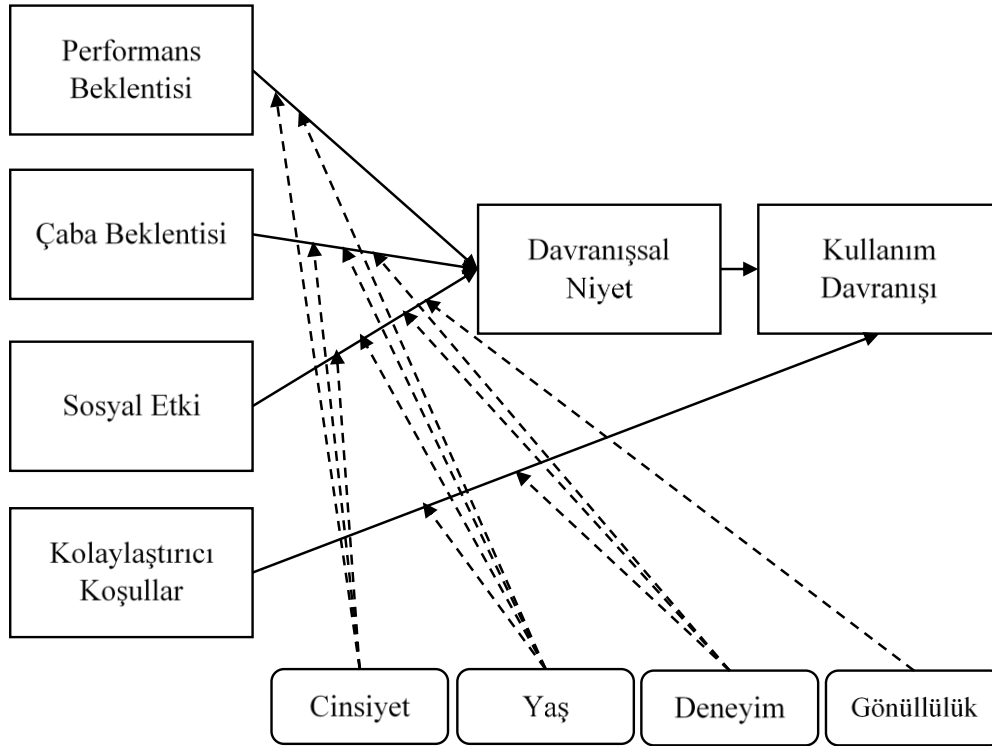 Performans
Beklentisi
Çaba Beklentisi
Sosyal Etki
Kolaylaştırıcı
Koşullar
Davranışsal
Niyet
Kullanım
Davranışı
Cinsiyet
Yaş
Deneyim
Gönüllülük